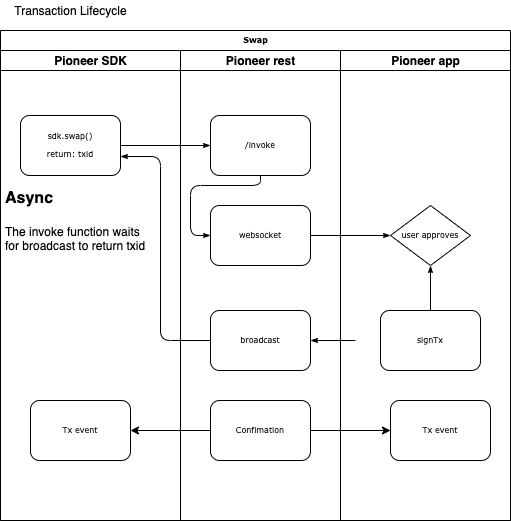 Transaction Lifecycle
Swap
Pioneer SDK
Pioneer rest
Pioneer app
sdk.swap()
return: txid
/invoke
Async
The invoke function waits
for broadcast to return txid
websocket
user approves
broadcast
signTx
Tx event
Confimation
Tx event